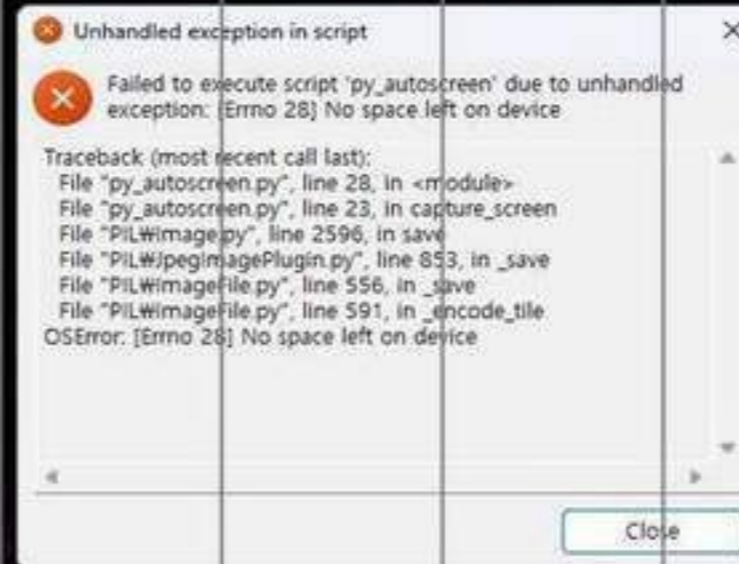 Unhandled exception in script
Failed to execute script 'py_autoscreen' due to unhandled
exception: [Errno 28] No space left on device
Traceback (most recent call last):
File "py_autoscreen.py", line 28, in <module>
File "py_autoscreen.py", line 23, in capture_screen
File "PIL₩Image.py", line 2596, in save
File "PIL₩JpegImagePlugin.py", line 853, in _save
File "PIL₩ImageFile.py", line 556, in _save
File "PIL₩ImageFile.py", line 591, in _encode_tile
OSError: [Errno 28] No space left on device
Close